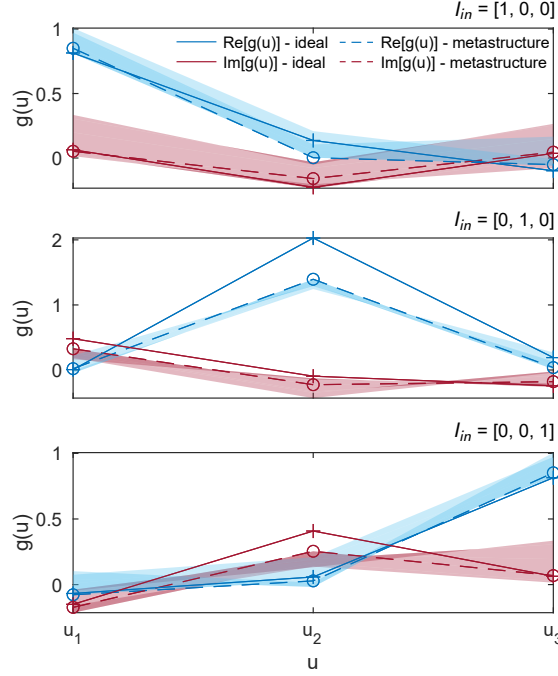 I_in = [1, 0, 0]
1
0.5
0
g(u)
Re[g(u)] - ideal
Re[g(u)] - metastructure
Im[g(u)] - ideal
Im[g(u)] - metastructure
I_in = [0, 1, 0]
2
1
0
g(u)
I_in = [0, 0, 1]
1
0.5
0
g(u)
u_1
u_2
u_3
u